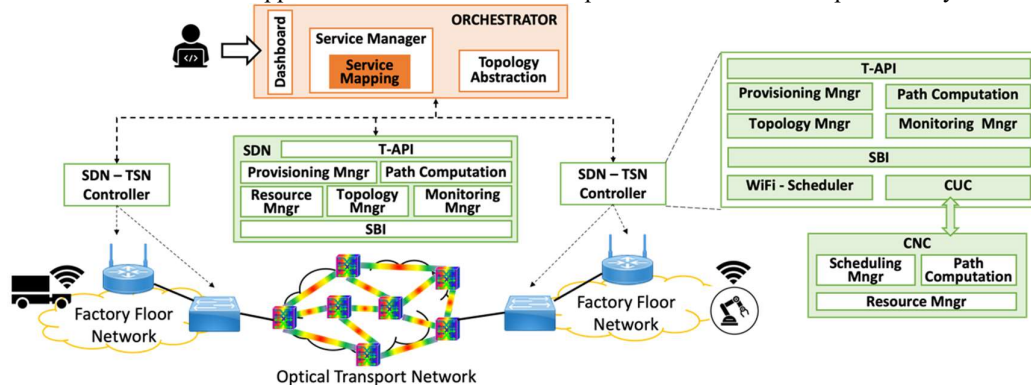 ORCHESTRATOR
Dashboard
Service Manager
Service
Mapping
Topology
Abstraction
T-API
Provisioning Mngr
Path Computation
Topology Mngr
Monitoring Mngr
SBI
WiFi - Scheduler
CUC
CNC
Scheduling
Mngr
Path
Computation
Resource Mngr
SDN – TSN
Controller
SDN
T-API
Provisioning Mngr
Path Computation
Resource
Mngr
Topology
Mngr
Monitoring
Mngr
SBI
SDN – TSN
Controller
Factory Floor
Network
Factory Floor
Network
Optical Transport Network